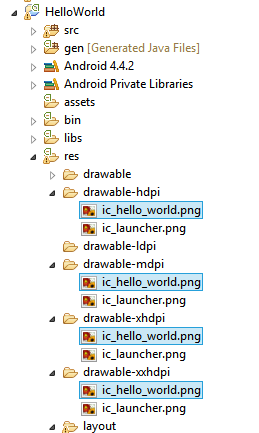 HelloWorld
src
gen [Generated Java Files]
Android 4.4.2
Android Private Libraries
assets
bin
libs
res
drawable
drawable-hdpi
ic_hello_world.png
ic_launcher.png
drawable-ldpi
drawable-mdpi
ic_hello_world.png
ic_launcher.png
drawable-xhdpi
ic_hello_world.png
ic_launcher.png
drawable-xxhdpi
ic_hello_world.png
ic_launcher.png
layout